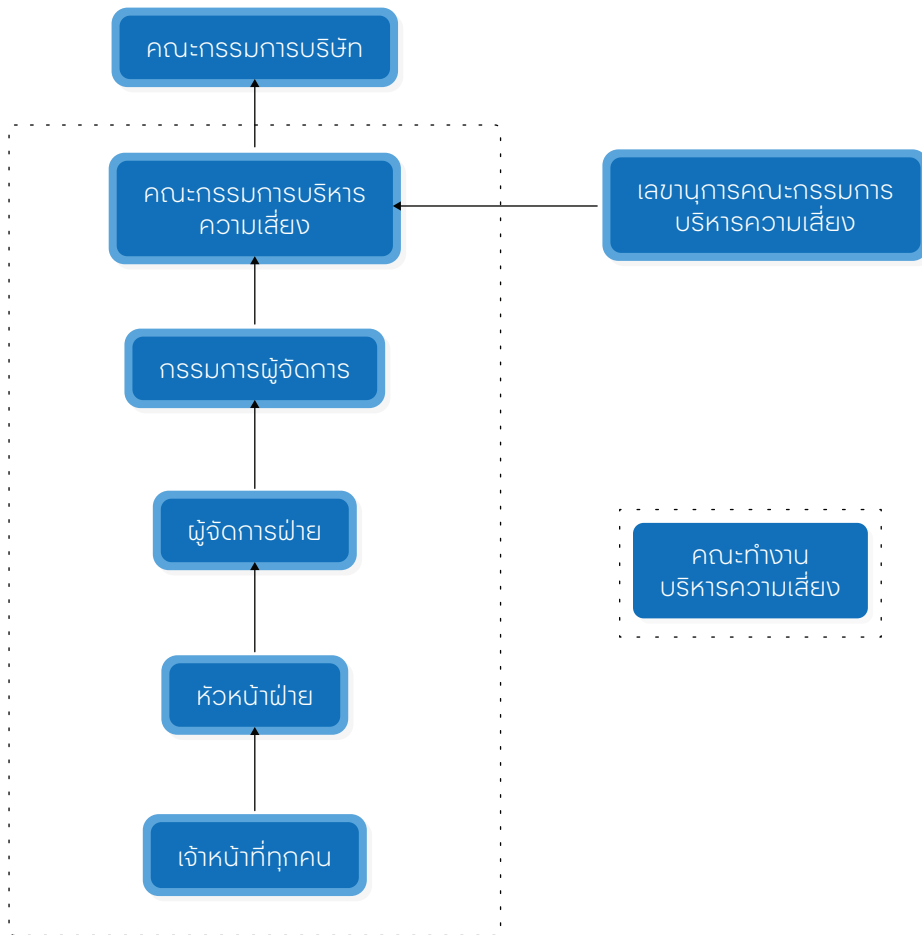 คณะกรรมการบริษัท
คณะกรรมการบริหาร
ความเสี่ยง
เลขานุการคณะกรรมการ
บริหารความเสี่ยง
กรรมการผู้จัดการ
ผู้จัดการฝ่าย
คณะทำงาน
บริหารความเสี่ยง
หัวหน้าฝ่าย
เจ้าหน้าที่ทุกคน